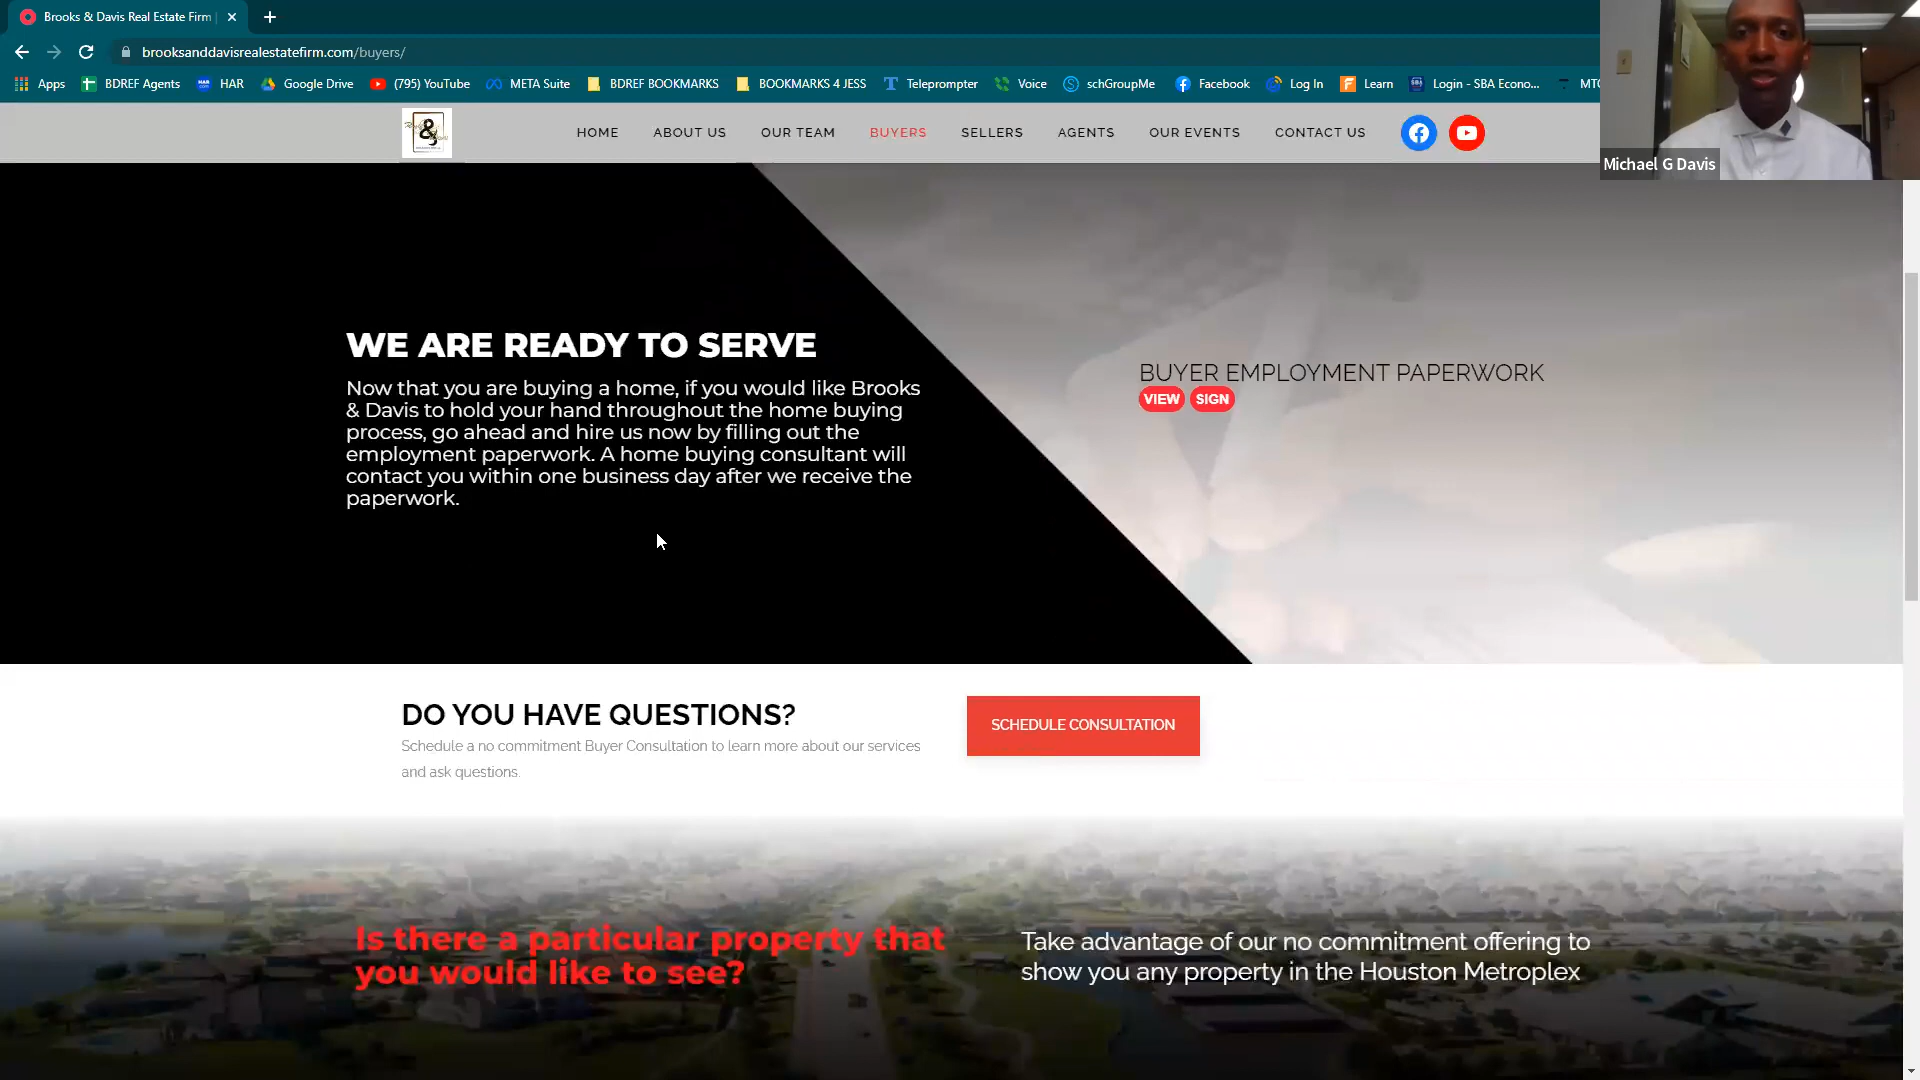 Brooks & Davis Real Estate Firm |
brooksanddavisrealestatefirm.com/buyers/
Apps
BDREF Agents
HAR
Google Drive
(795) YouTube
META Suite
BDREF BOOKMARKS
BOOKMARKS 4 JESS
Teleprompter
Voice
schGroupMe
Facebook
Log In
Learn
Login - SBA Econo...
Michael G Davis
&
HOME
ABOUT US
OUR TEAM
BUYERS
SELLERS
AGENTS
OUR EVENTS
CONTACT US
WE ARE READY TO SERVE
Now that you are buying a home, if you would like Brooks
& Davis to hold your hand throughout the home buying
process, go ahead and hire us now by filling out the
employment paperwork. A home buying consultant will
contact you within one business day after we receive the
paperwork.
BUYER EMPLOYMENT PAPERWORK
VIEW SIGN
DO YOU HAVE QUESTIONS?
Schedule a no commitment Buyer Consultation to learn more about our services
and ask questions.
SCHEDULE CONSULTATION
Is there a particular property that
you would like to see?
Take advantage of our no commitment offering to
show you any property in the Houston Metroplex